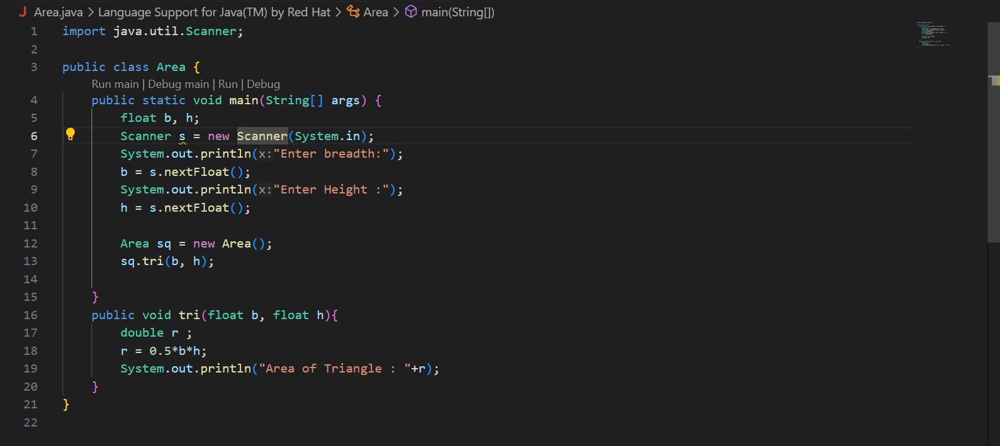 Area.java > Language Support for Java(TM) by Red Hat > Area > main(String[])
1 import java.util.Scanner;
2
3 public class Area {
Run main | Debug main | Run | Debug
4 public static void main(String[] args) {
5 float b, h;
6 Scanner s = new Scanner(System.in);
7 System.out.println(x:"Enter breadth:");
8 b = s.nextFloat();
9 System.out.println(x:"Enter Height :");
10 h = s.nextFloat();
11
12 Area sq = new Area();
13 sq.tri(b, h);
14
15 }
16 public void tri(float b, float h){
17 double r ;
18 r = 0.5*b*h;
19 System.out.println("Area of Triangle : "+r);
20 }
21 }
22